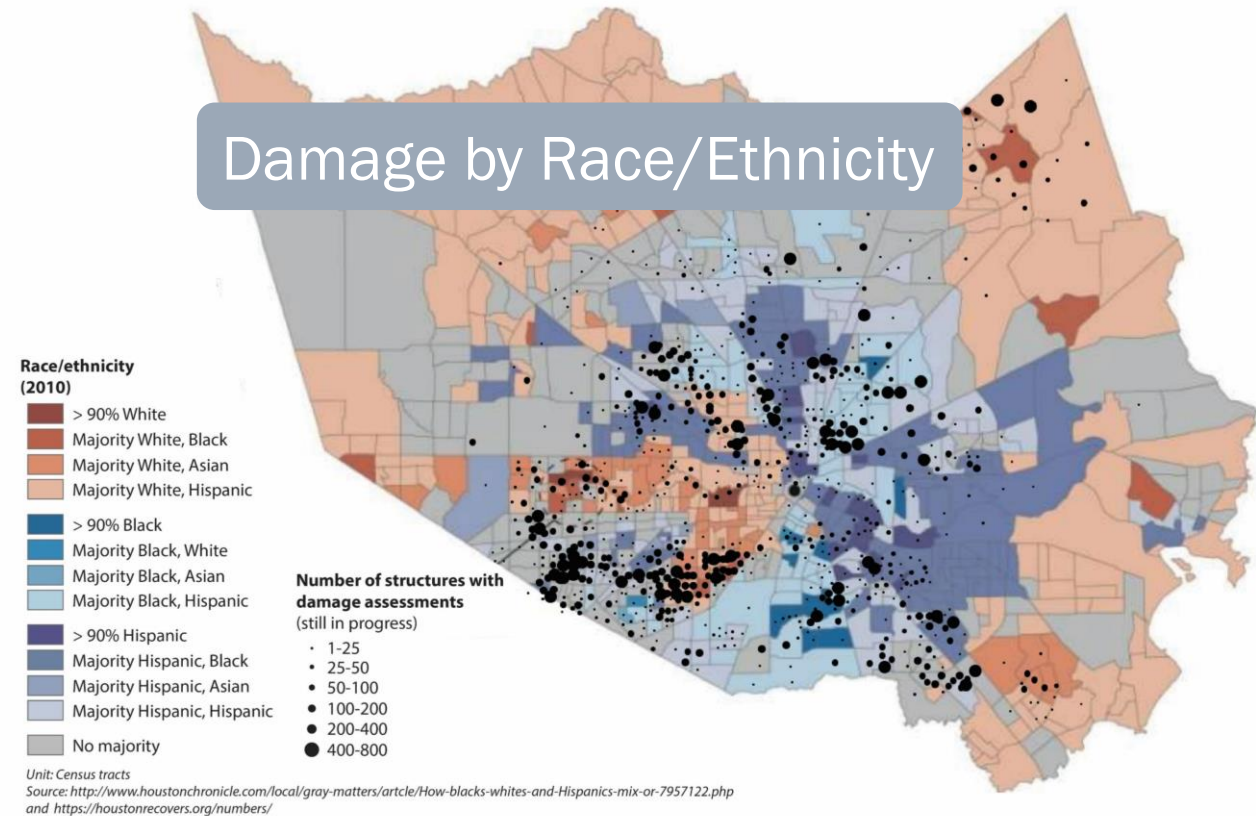 Damage by Race/Ethnicity
Race/ethnicity
(2010)
> 90% White
Majority White, Black
Majority White, Asian
Majority White, Hispanic
> 90% Black
Majority Black, White
Majority Black, Asian
Majority Black, Hispanic
> 90% Hispanic
Majority Hispanic, Black
Majority Hispanic, Asian
Majority Hispanic, Hispanic
No majority
Number of structures with
damage assessments
(still in progress)
1-25
25-50
50-100
100-200
200-400
400-800
Unit: Census tracts
Source: http://www.houstonchronicle.com/local/gray-matters/artcle/How-blacks-whites-and-Hispanics-mix-or-7957122.php
and https://houstonrecovers.org/numbers/